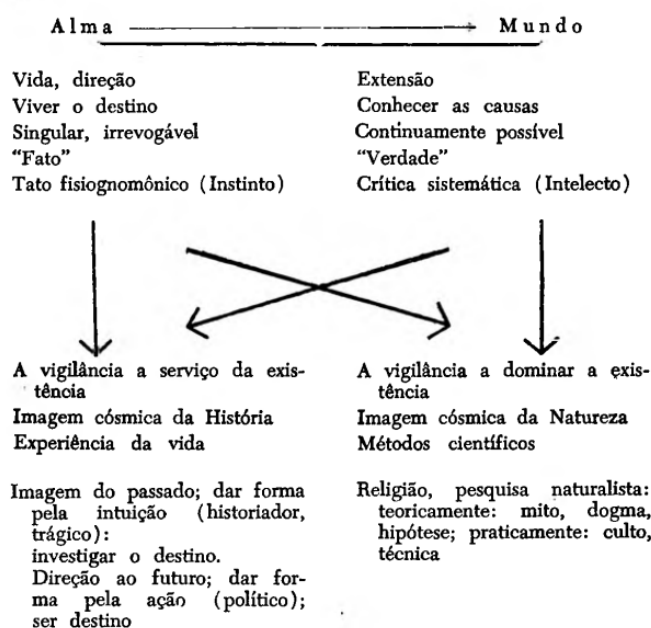 Alma Mundo
Vida, direção
Viver o destino
Singular, irrevogável
“Fato”
Tato fisiognomônico (Instinto)
Extensão
Conhecer as causas
Continuamente possível
“Verdade”
Crítica sistemática (Intelecto)
A vigilância a serviço da exis-
tência
Imagem cósmica da História
Experiência da vida
Imagem do passado; dar forma
pela intuição (historiador,
trágico):
investigar o destino.
Direção ao futuro; dar for-
ma pela ação (político);
ser destino
A vigilância a dominar a exis-
tência
Imagem cósmica da Natureza
Métodos científicos
Religião, pesquisa naturalista:
teoricamente: mito, dogma,
hipótese; praticamente: culto,
técnica